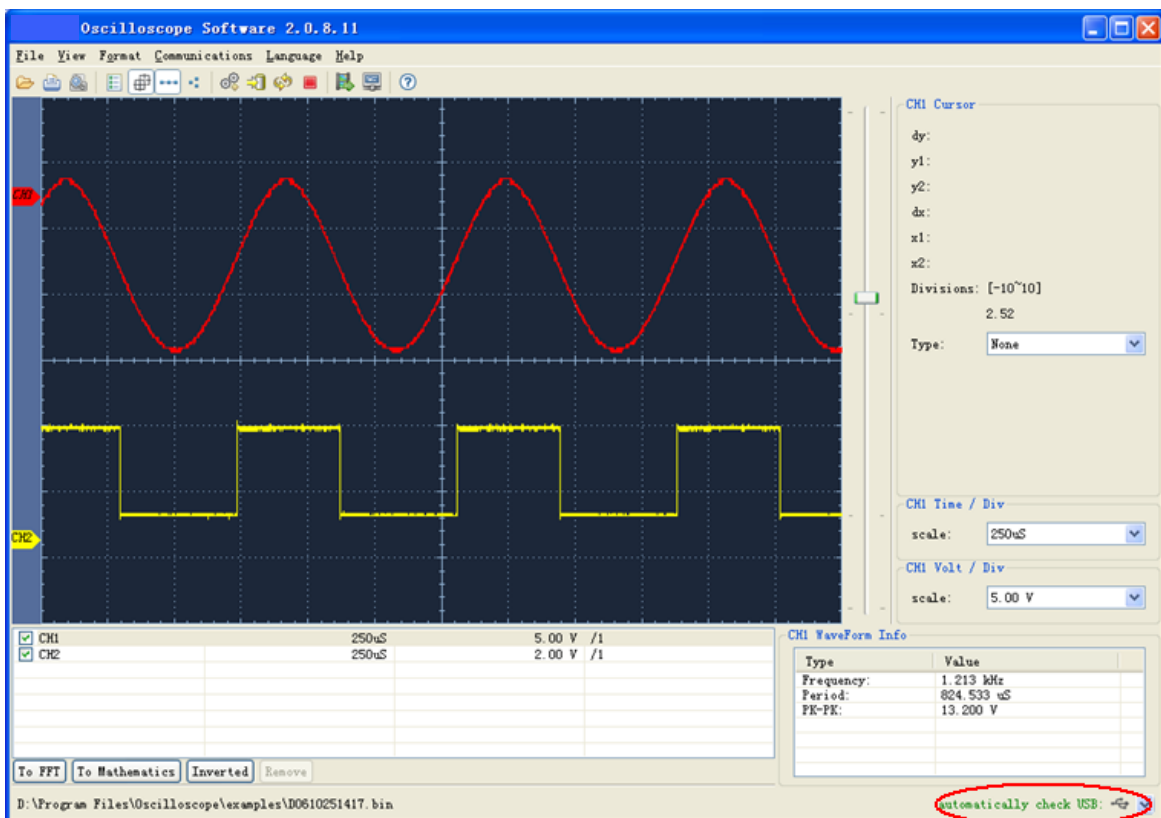 Oscilloscope Software 2.0.8.11
File View Format Communications Language Help
CH1
CH2
CH1 Cursor
dy:
y1:
y2:
dx:
x1:
x2:
Divisions: [-10~10]
2.52
Type: None
CH1 Time / Div
scale: 250uS
CH1 Volt / Div
scale: 5.00 V
CH1 250uS 5.00 V /1
CH2 250uS 2.00 V /1
CH1 WaveForm Info
Type Value
Frequency: 1.213 kHz
Period: 824.533 uS
PK-PK: 13.200 V
To FFT To Mathematics Inverted Remove
D:\Program Files\Oscilloscope\examples\D0610251417.bin
automatically check USB: